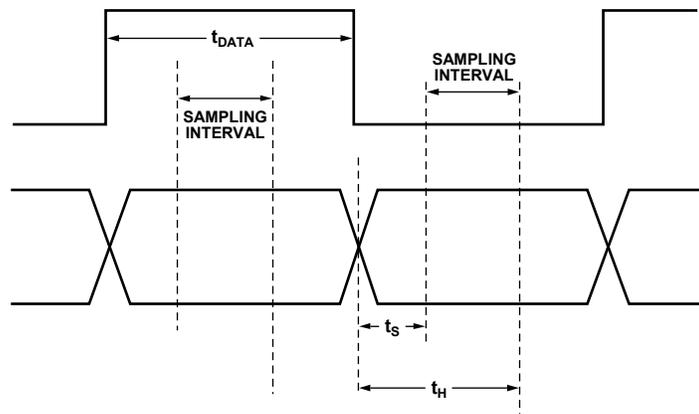 tDATA
SAMPLING
INTERVAL
SAMPLING
INTERVAL
tS
tH